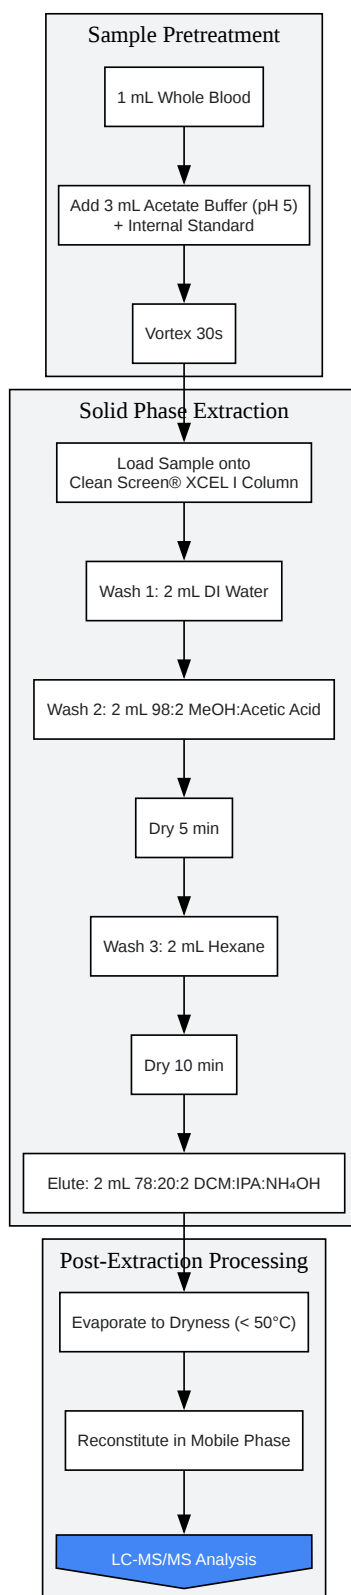 Sample Pretreatment
1 mL Whole Blood
Add 3 mL Acetate Buffer (pH 5)
+ Internal Standard
Vortex 30s
Solid Phase Extraction
Load Sample onto
Clean Screen® XCEL I Column
Wash 1: 2 mL DI Water
Wash 2: 2 mL 98:2 MeOH:Acetic Acid
Dry 5 min
Wash 3: 2 mL Hexane
Dry 10 min
Elute: 2 mL 78:20:2 DCM:IPA:NH₄OH
Post-Extraction Processing
Evaporate to Dryness (< 50°C)
Reconstitute in Mobile Phase
LC-MS/MS Analysis